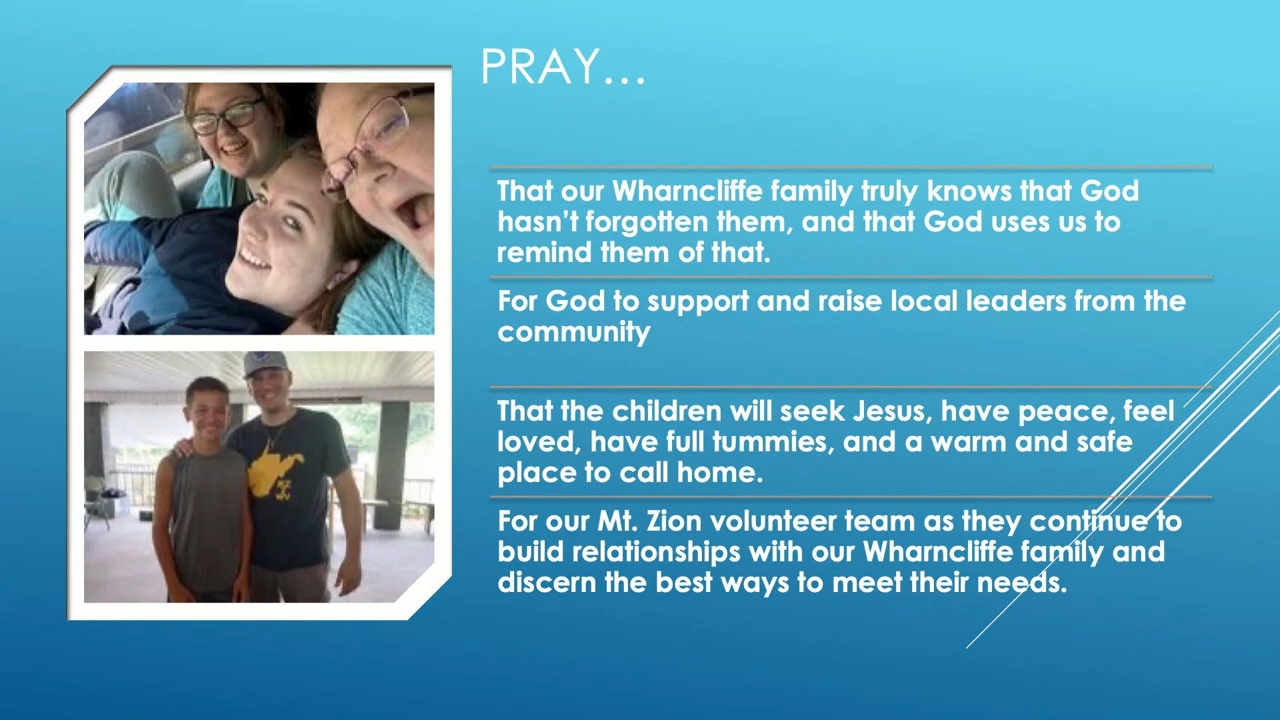 PRAY...
That our Wharncliffe family truly knows that God
hasn't forgotten them, and that God uses us to
remind them of that.
For God to support and raise local leaders from the
community
That the children will seek Jesus, have peace, feel
loved, have full tummies, and a warm and safe
place to call home.
For our Mt. Zion volunteer team as they continue to
build relationships with our Wharncliffe family and
discern the best ways to meet their needs.